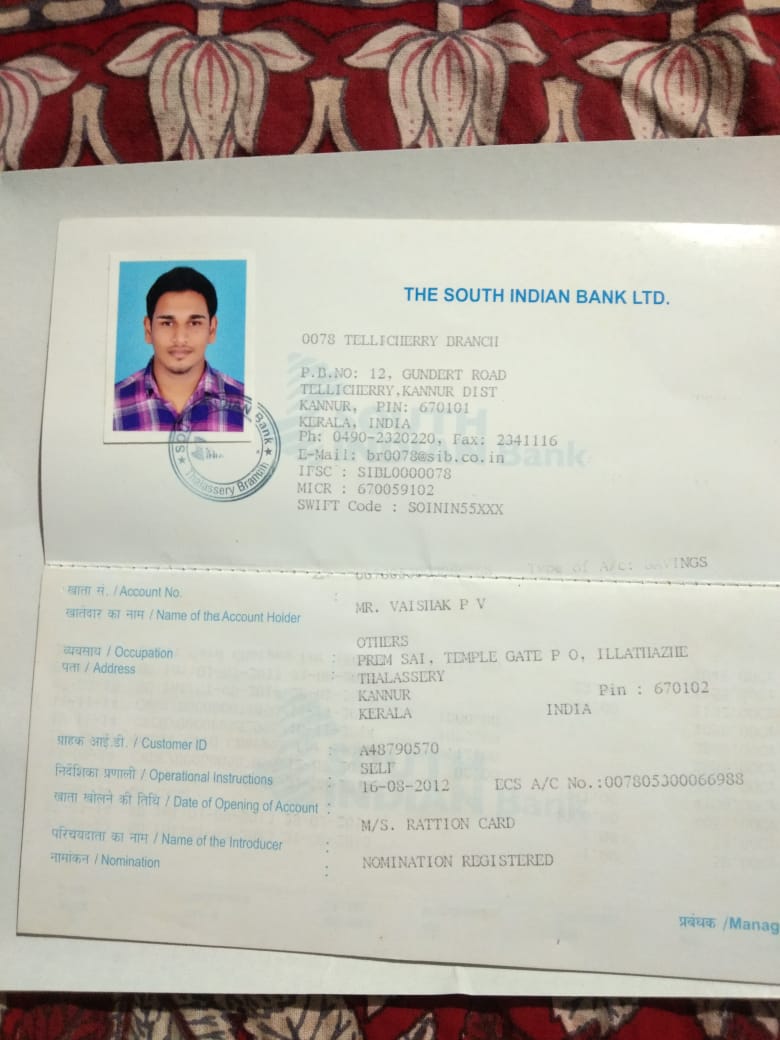 THE SOUTH INDIAN BANK LTD.
0078 TELLICHERRY BRANCH
P.B.NO: 12, GUNDERT ROAD
TELLICHERRY,KANNUR DIST
KANNUR, PIN: 670101
KERALA, INDIA
Ph: 0490-2320220, Fax: 2341116
E-Mail: br0078@sib.co.in
IFSC : SIBL0000078
MICR : 670059102
SWIFT Code : SOININ55XXX
SOUTH INDIAN Bank
Thalassery Branch
Type of A/C: SAVINGS
खाता सं. / Account No. :
खातेदार का नाम / Name of the Account Holder MR. VAISHAK P V
व्यवसाय / Occupation : OTHERS
पता / Address : PREM SAI, TEMPLE GATE P O, ILLATHAZHE
THALASSERY
KANNUR Pin : 670102
KERALA INDIA
ग्राहक आई.डी. / Customer ID : A48790570
निर्देशिका प्रणाली / Operational Instructions : SELF
खाता खोलने की तिथि / Date of Opening of Account : 16-08-2012 ECS A/C No.:007805300066988
परिचयदाता का नाम / Name of the Introducer : M/S. RATTION CARD
नामांकन / Nomination : NOMINATION REGISTERED
प्रबंधक /Manag